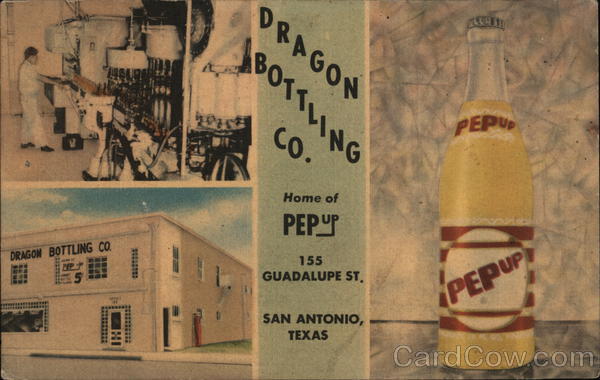 DRAGON
BOTTLING
CO.
Home of
PEP UP
155
GUADALUPE ST.
SAN ANTONIO,
TEXAS
DRAGON BOTTLING CO.
PEP UP
5
PEP UP
PEP UP
CardCow.com